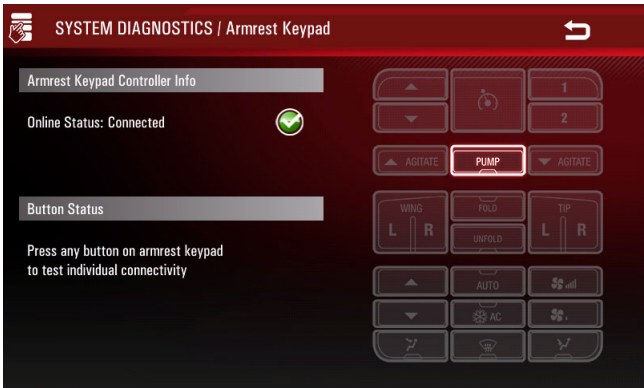 SYSTEM DIAGNOSTICS / Armrest Keypad
Armrest Keypad Controller Info
Online Status: Connected
Button Status
Press any button on armrest keypad
to test individual connectivity
1
2
AGITATE
PUMP
AGITATE
WING
L R
FOLD
UNFOLD
TIP
L R
AUTO
AC